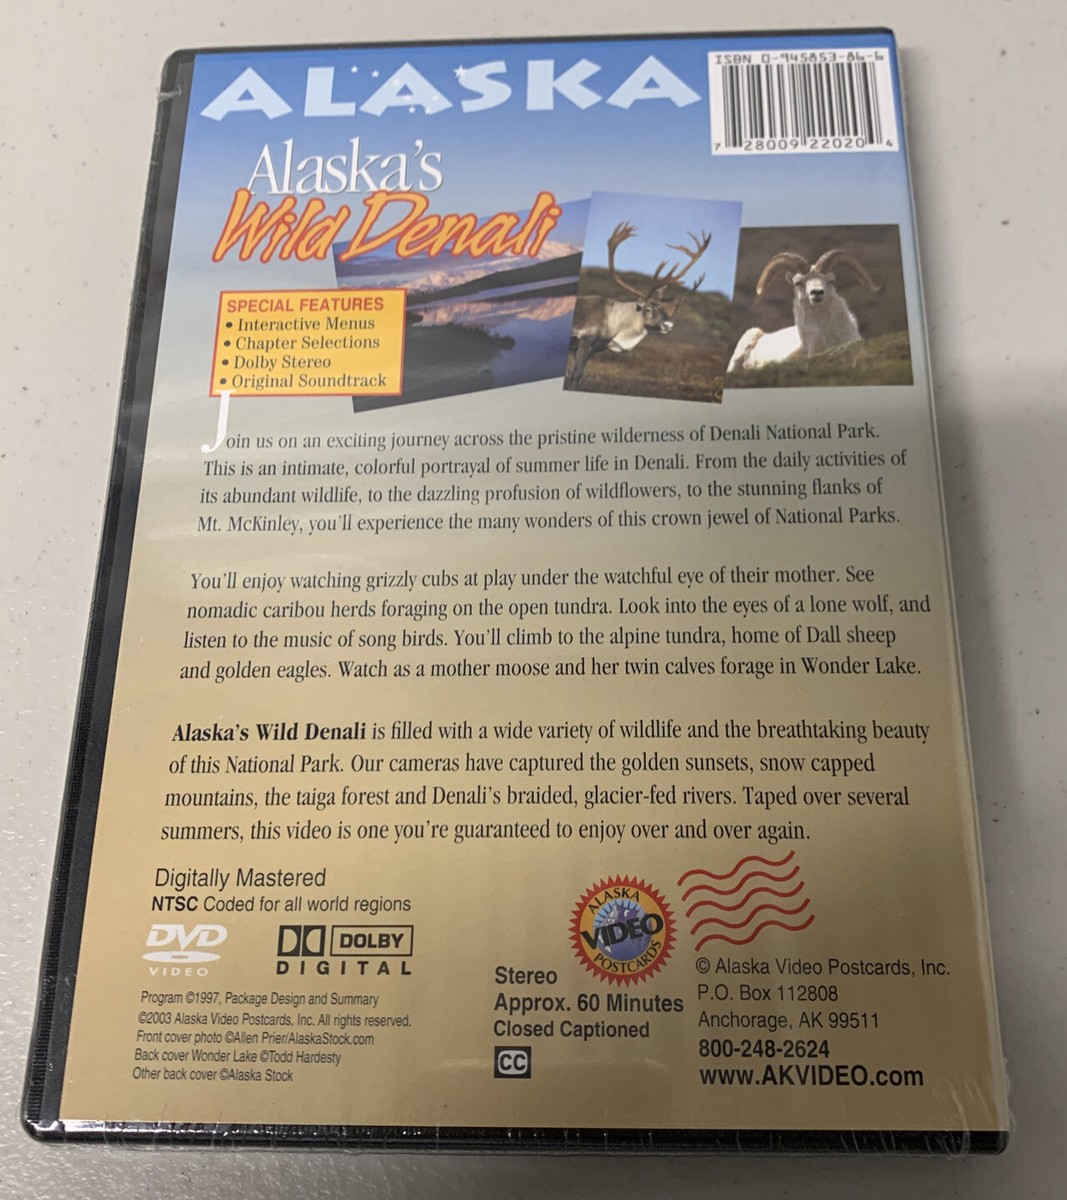 ALASKA
ISBN 0-945853-86-6
7 28009 22020 4
Alaska's
Wild Denali
SPECIAL FEATURES
• Interactive Menus
• Chapter Selections
• Dolby Stereo
• Original Soundtrack
Join us on an exciting journey across the pristine wilderness of Denali National Park.
This is an intimate, colorful portrayal of summer life in Denali. From the daily activities of
its abundant wildlife, to the dazzling profusion of wildflowers, to the stunning flanks of
Mt. McKinley, you'll experience the many wonders of this crown jewel of National Parks.
You'll enjoy watching grizzly cubs at play under the watchful eye of their mother. See
nomadic caribou herds foraging on the open tundra. Look into the eyes of a lone wolf, and
listen to the music of song birds. You'll climb to the alpine tundra, home of Dall sheep
and golden eagles. Watch as a mother moose and her twin calves forage in Wonder Lake.
Alaska's Wild Denali is filled with a wide variety of wildlife and the breathtaking beauty
of this National Park. Our cameras have captured the golden sunsets, snow capped
mountains, the taiga forest and Denali's braided, glacier-fed rivers. Taped over several
summers, this video is one you're guaranteed to enjoy over and over again.
Digitally Mastered
NTSC Coded for all world regions
DVD
VIDEO
DOLBY
DIGITAL
Program ©1997, Package Design and Summary
©2003 Alaska Video Postcards, Inc. All rights reserved.
Front cover photo ©Allen Prier/AlaskaStock.com
Back cover Wonder Lake ©Todd Hardesty
Other back cover ©Alaska Stock
Stereo
Approx. 60 Minutes
Closed Captioned
CC
ALASKA
VIDEO
POSTCARDS
© Alaska Video Postcards, Inc.
P.O. Box 112808
Anchorage, AK 99511
800-248-2624
www.AKVIDEO.com